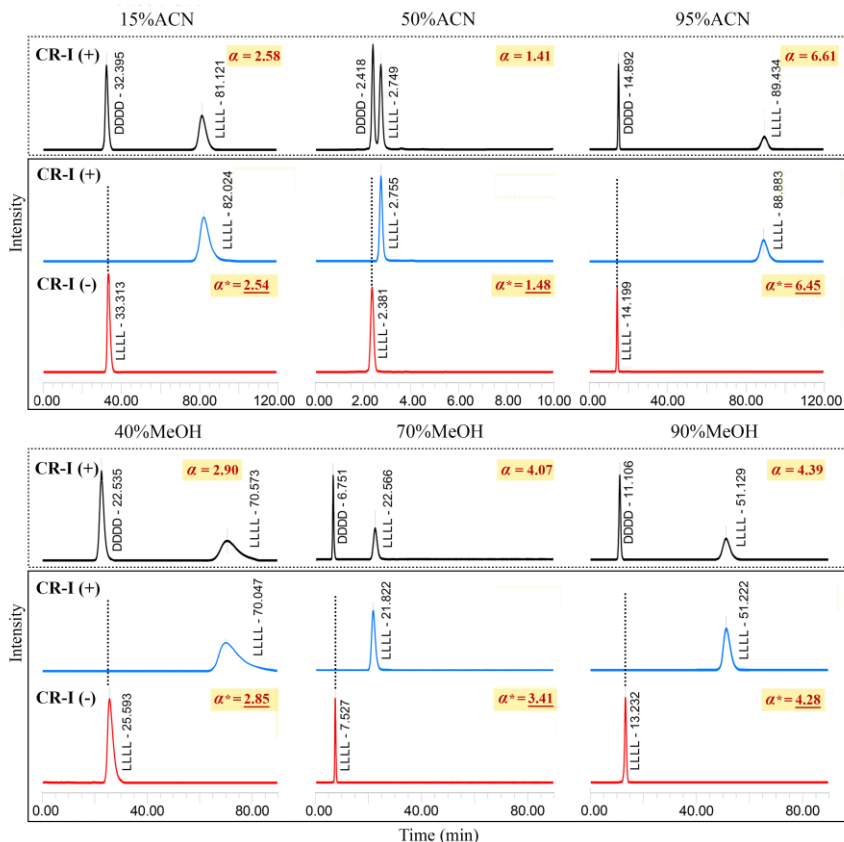 15%ACN 50%ACN 95%ACN
CR-I (+)
DDDD - 32.395
LLLL - 81.121
α = 2.58
DDDD - 2.418
LLLL - 2.749
α = 1.41
DDDD - 14.892
LLLL - 89.434
α = 6.61
CR-I (+)
LLLL - 82.024
LLLL - 2.755
LLLL - 88.883
CR-I (-)
LLLL - 33.313
α*= 2.54
LLLL - 2.381
α*= 1.48
LLLL - 14.199
α*= 6.45
Intensity
0.00 40.00 80.00 120.00
0.00 2.00 4.00 6.00 8.00 10.00
0.00 40.00 80.00 120.00
40%MeOH 70%MeOH 90%MeOH
CR-I (+)
DDDD - 22.535
α = 2.90
LLLL - 70.573
DDDD - 6.751
LLLL - 22.566
α = 4.07
DDDD - 11.106
LLLL - 51.129
α = 4.39
CR-I (+)
LLLL - 70.047
LLLL - 21.822
LLLL - 51.222
CR-I (-)
LLLL - 25.593
α*= 2.85
LLLL - 7.527
α*= 3.41
LLLL - 13.232
α*= 4.28
Intensity
0.00 40.00 80.00
0.00 40.00 80.00
0.00 40.00 80.00
Time (min)